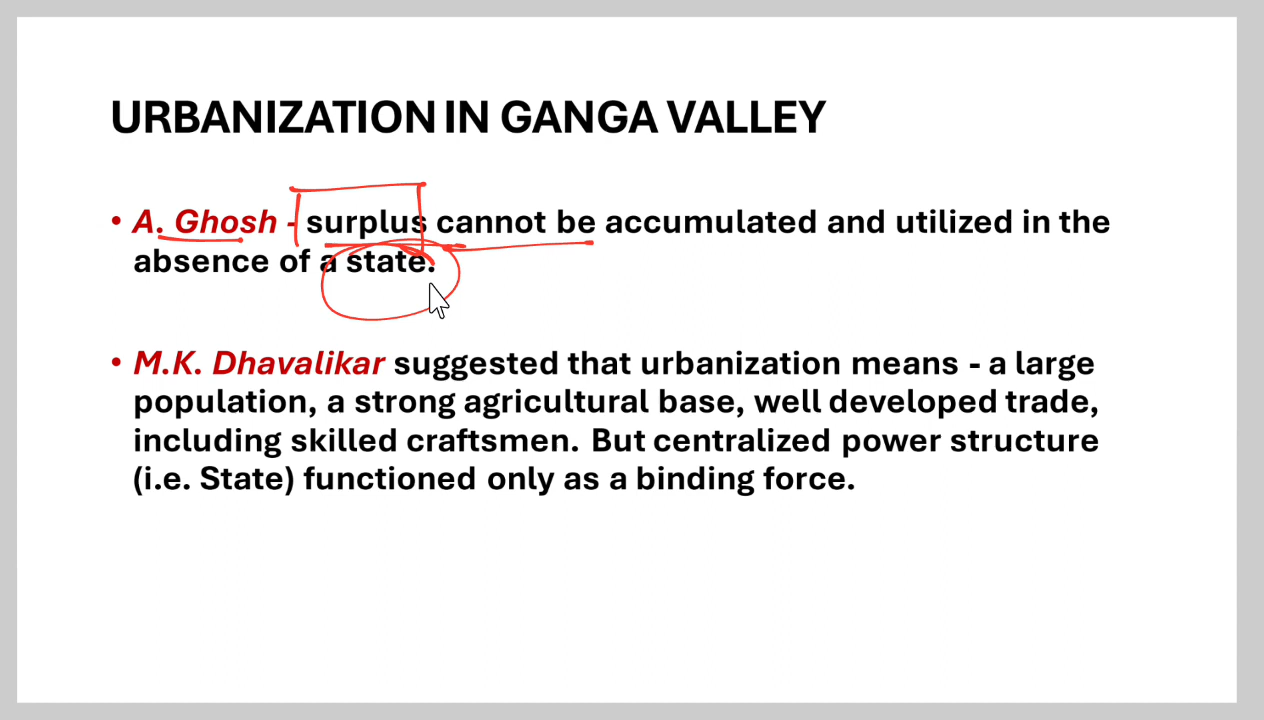 URBANIZATION IN GANGA VALLEY
• A. Ghosh - surplus cannot be accumulated and utilized in the
absence of a state.
• M.K. Dhavalikar suggested that urbanization means - a large
population, a strong agricultural base, well developed trade,
including skilled craftsmen. But centralized power structure
(i.e. State) functioned only as a binding force.